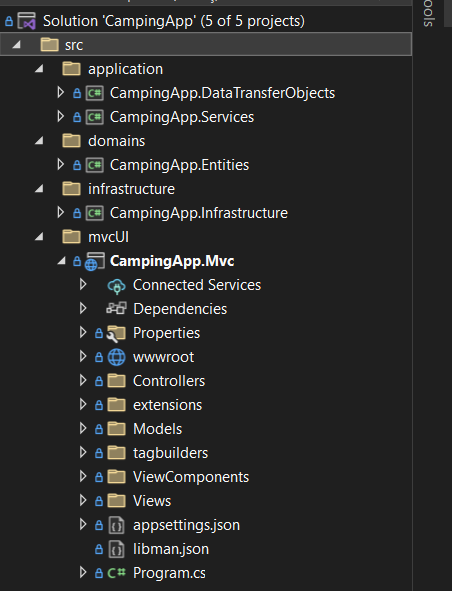 Solution 'CampingApp' (5 of 5 projects)
src
application
CampingApp.DataTransferObjects
CampingApp.Services
domains
CampingApp.Entities
infrastructure
CampingApp.Infrastructure
mvcUI
CampingApp.Mvc
Connected Services
Dependencies
Properties
wwwroot
Controllers
extensions
Models
tagbuilders
ViewComponents
Views
appsettings.json
libman.json
C# Program.cs